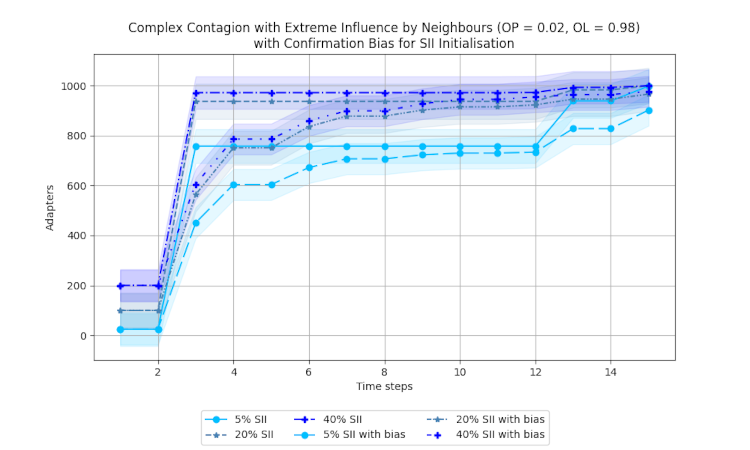 Complex Contagion with Extreme Influence by Neighbours (OP = 0.02, OL = 0.98)
with Confirmation Bias for SII Initialisation
Adapters
1000
800
600
400
200
0
2 4 6 8 10 12 14
Time steps
5% SII 40% SII 20% SII with bias
20% SII 5% SII with bias 40% SII with bias